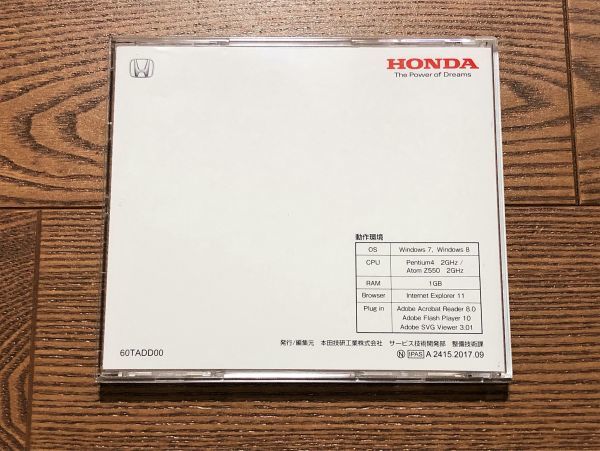 HONDA
The Power of Dreams
動作環境
OS Windows 7, Windows 8
CPU Pentium4 2GHz /
Atom Z550 2GHz
RAM 1GB
Browser Internet Explorer 11
Plug in Adobe Acrobat Reader 8.0
Adobe Flash Player 10
Adobe SVG Viewer 3.01
発行/編集元 本田技研工業株式会社 サービス技術開発部 整備技術課
60TADD00
N IPAS A 2415.2017.09